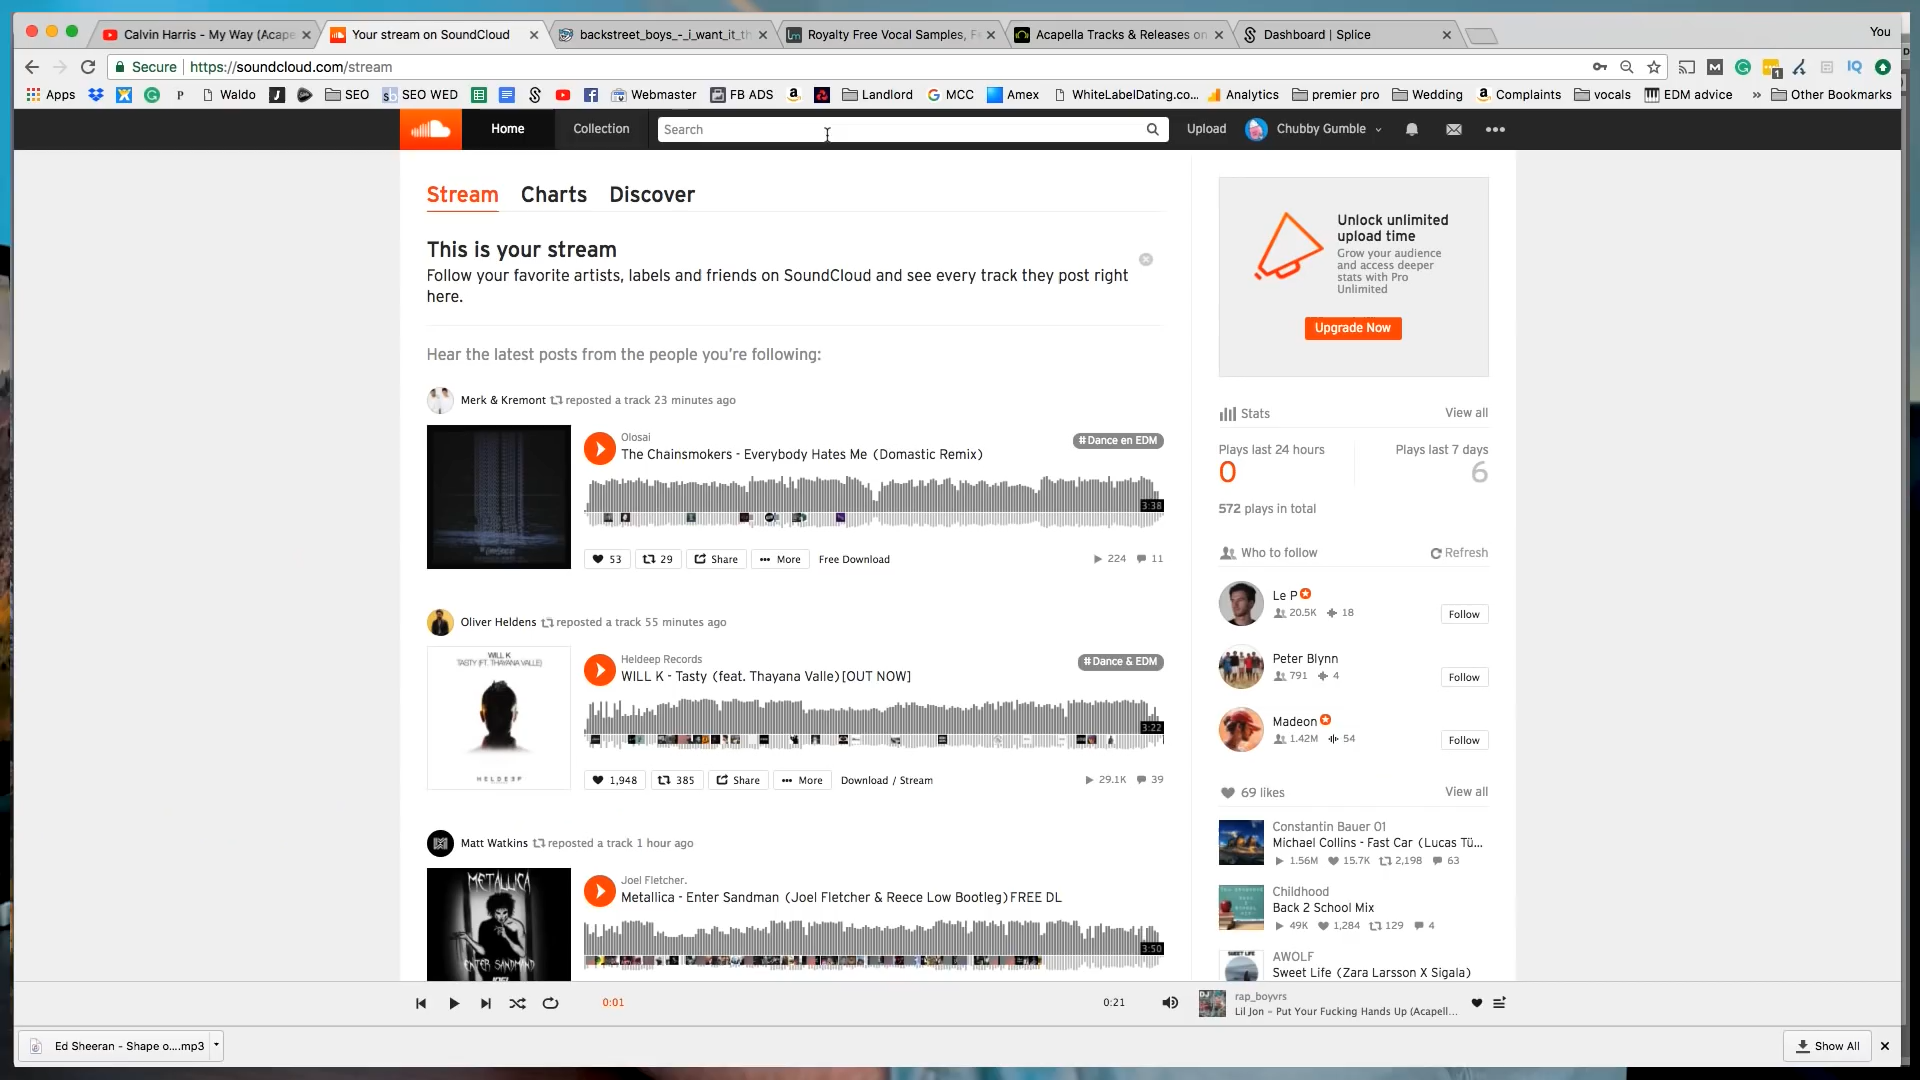 Calvin Harris - My Way (Acape
Your stream on SoundCloud
backstreet_boys_-_i_want_it_th
Royalty Free Vocal Samples, F
Acapella Tracks & Releases on
Dashboard | Splice
You
Secure
https://soundcloud.com/stream
1
IQ
Apps
P
Waldo
J
SEO
SEO WED
Webmaster
FB ADS
Landlord
MCC
Amex
WhiteLabelDating.co...
Analytics
premier pro
Wedding
Complaints
vocals
EDM advice
»
Other Bookmarks
Home
Collection
Search
Upload
Chubby Gumble
Stream
Charts
Discover
This is your stream
Follow your favorite artists, labels and friends on SoundCloud and see every track they post right
here.
Hear the latest posts from the people you're following:
Merk & Kremont reposted a track 23 minutes ago
Olosai
The Chainsmokers - Everybody Hates Me (Domastic Remix)
# Dance en EDM
3:38
53
29
Share
More
Free Download
224
11
Oliver Heldens reposted a track 55 minutes ago
WILL K
TASTY (FT. THAYANA VALLE)
HELDEEP
Heldeep Records
WILL K - Tasty (feat. Thayana Valle)[OUT NOW]
# Dance & EDM
3:22
1,948
385
Share
More
Download / Stream
29.1K
39
Matt Watkins reposted a track 1 hour ago
METALLICA
ENTER SANDMAN
Joel Fletcher.
Metallica - Enter Sandman (Joel Fletcher & Reece Low Bootleg)FREE DL
3:50
Unlock unlimited
upload time
Grow your audience
and access deeper
stats with Pro
Unlimited
Upgrade Now
Stats
View all
Plays last 24 hours
0
Plays last 7 days
6
572 plays in total
Who to follow
Refresh
Le P
20.5K
18
Follow
Peter Blynn
791
4
Follow
Madeon
1.42M
54
Follow
69 likes
View all
Constantin Bauer 01
Michael Collins - Fast Car (Lucas Tü...
1.56M
15.7K
2,198
63
Childhood
Back 2 School Mix
49K
1,284
129
4
SWEET LIFE
AWOLF
Sweet Life (Zara Larsson X Sigala)
0:01
0:21
rap_boyvrs
Lil Jon - Put Your Fucking Hands Up (Acapell...
Ed Sheeran - Shape o....mp3
Show All